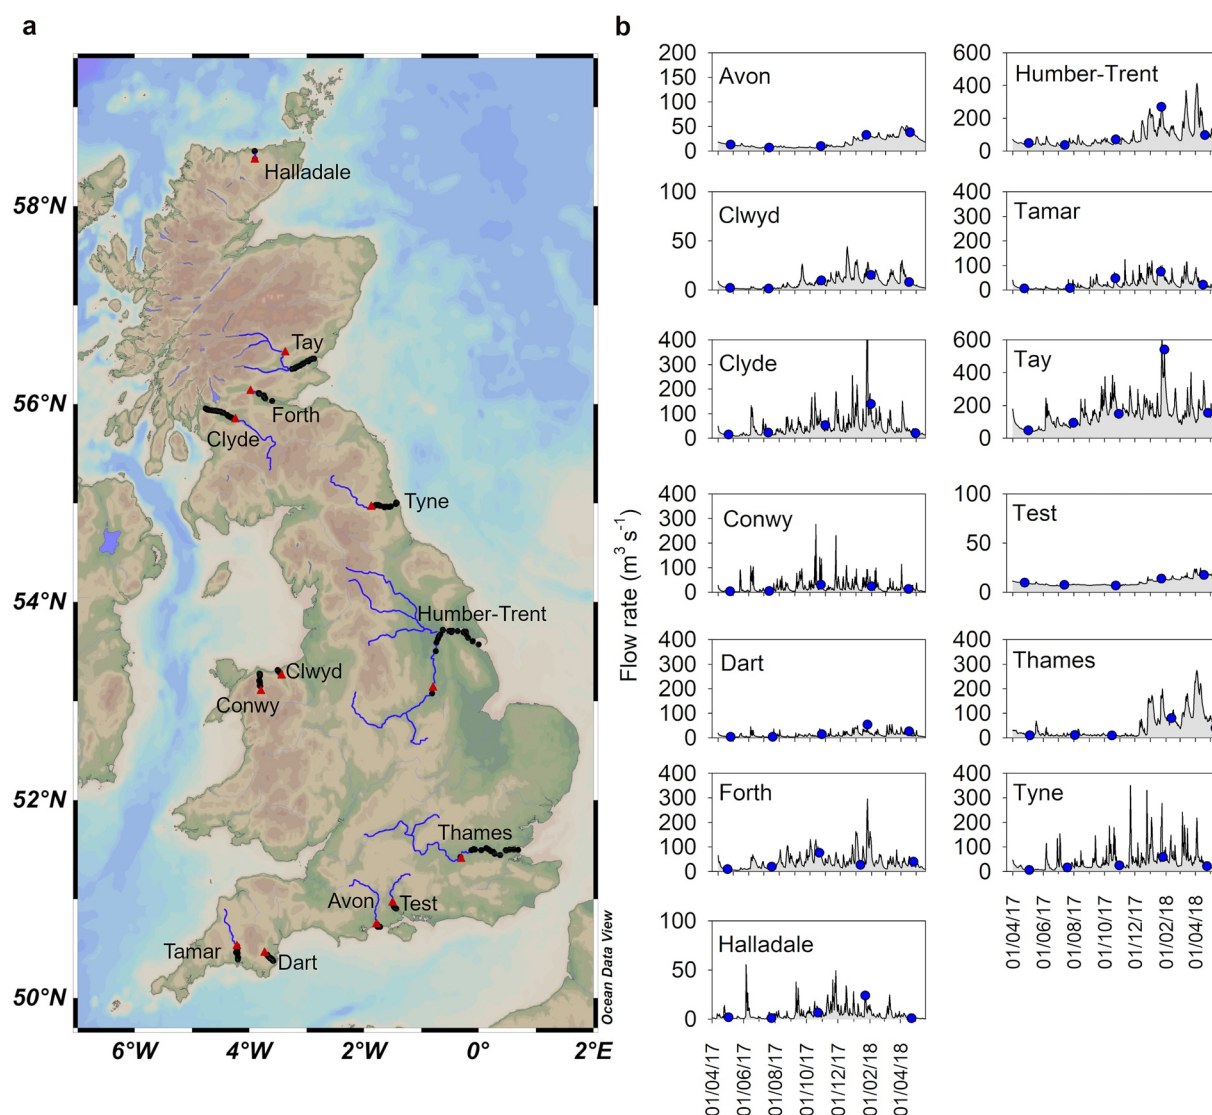 a
58°N
56°N
54°N
52°N
50°N
6°W
4°W
2°W
0°
2°E
Halladale
Tay
Forth
Clyde
Tyne
Humber-Trent
Clwyd
Conwy
Thames
Avon
Test
Tamar
Dart
Ocean Data View
b
Flow rate (m³ s⁻¹)
200
150
100
50
0
Avon
600
400
200
0
Humber-Trent
100
50
0
Clwyd
400
300
200
100
0
Tamar
400
300
200
100
0
Clyde
600
400
200
0
Tay
400
300
200
100
0
Conwy
100
50
0
Test
400
300
200
100
0
Dart
400
300
200
100
0
Thames
400
300
200
100
0
Forth
400
300
200
100
0
Tyne
01/04/17
01/06/17
01/08/17
01/10/17
01/12/17
01/02/18
01/04/18
100
50
0
Halladale
01/04/17
01/06/17
01/08/17
01/10/17
01/12/17
01/02/18
01/04/18